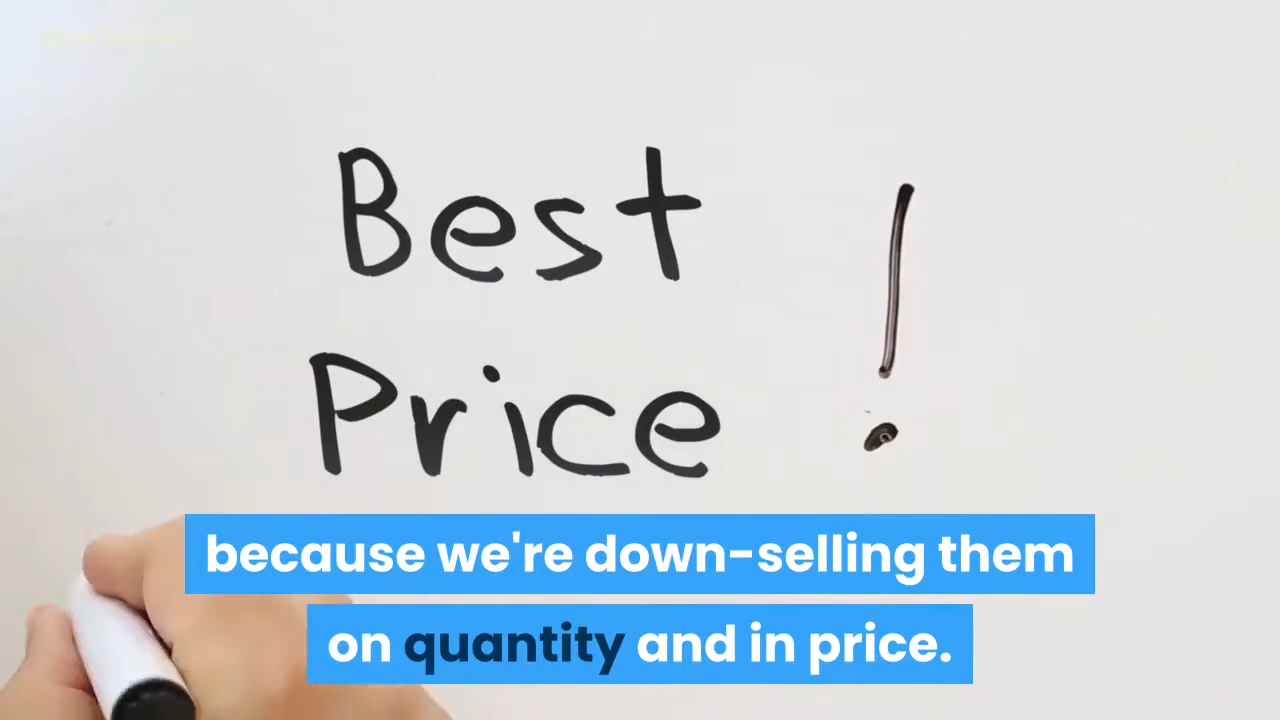 Best
Price !
because we're down-selling them
on quantity and in price.